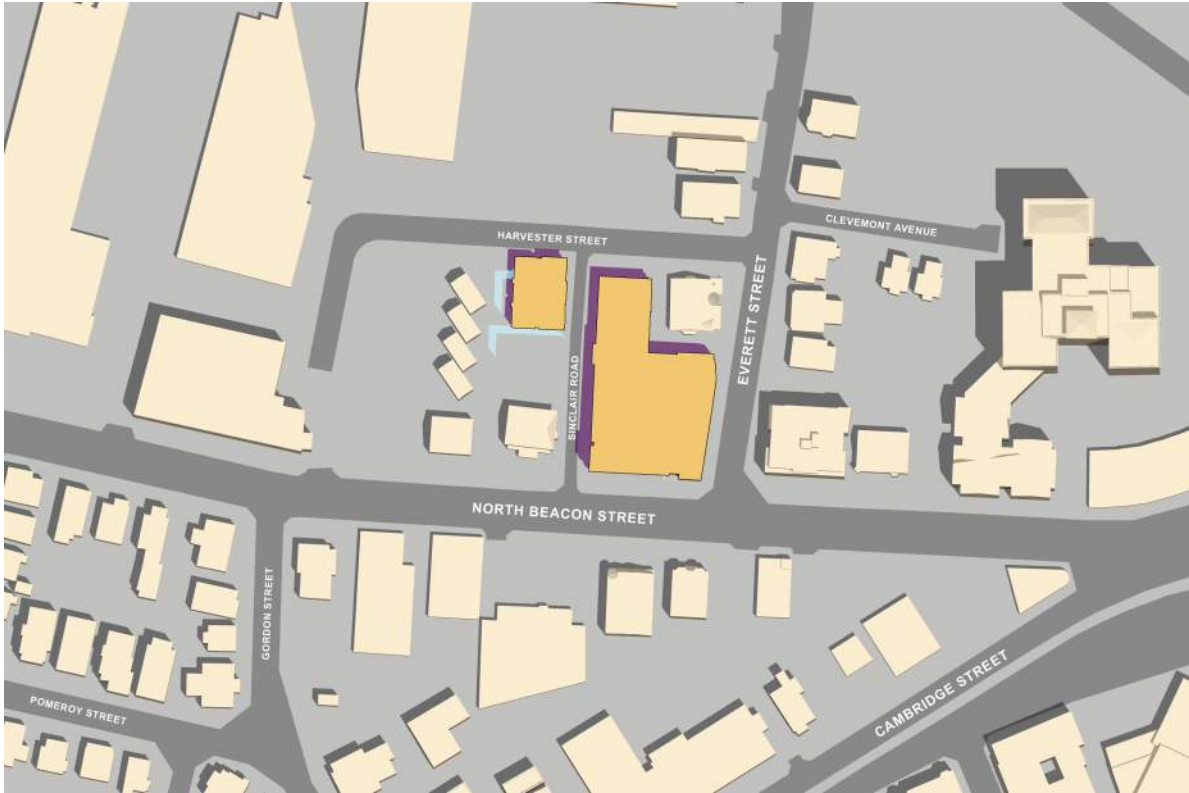 HARVESTER STREET
CLEVEMONT AVENUE
EVERETT STREET
SINCLAIR ROAD
NORTH BEACON STREET
GORDON STREET
POMEROY STREET
CAMBRIDGE STREET